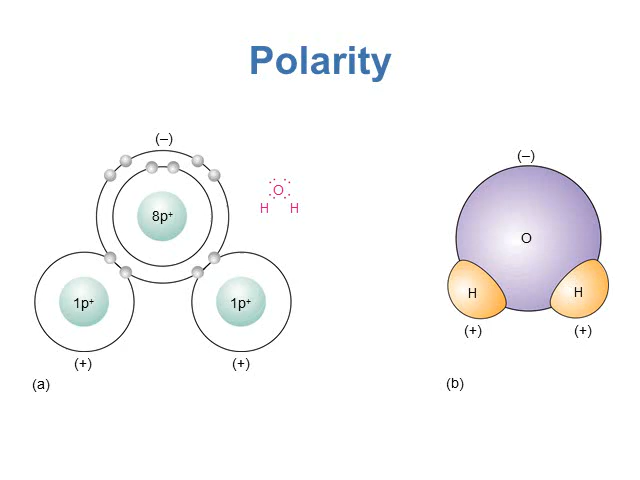 Polarity
(–)
8p+
1p+
1p+
(+)
(+)
(a)
O
H H
(–)
O
H
H
(+)
(+)
(b)